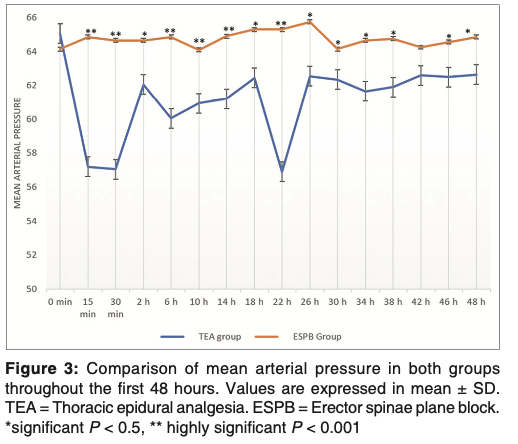 66
64
62
60
58
56
54
52
50
MEAN ARTERIAL PRESSURE
** ** * ** ** ** * ** * * * * * *
0 min 15 min 30 min 2 h 6 h 10 h 14 h 18 h 22 h 26 h 30 h 34 h 38 h 42 h 46 h 48 h
TEA group ESPB Group
Figure 3: Comparison of mean arterial pressure in both groups
throughout the first 48 hours. Values are expressed in mean ± SD.
TEA = Thoracic epidural analgesia. ESPB = Erector spinae plane block.
*significant P < 0.5, ** highly significant P < 0.001